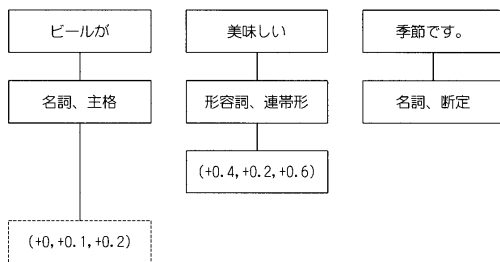 ビールが
美味しい
季節です。
名詞、主格
形容詞、連帯形
名詞、断定
(+0.4,+0.2,+0.6)
(+0,+0.1,+0.2)